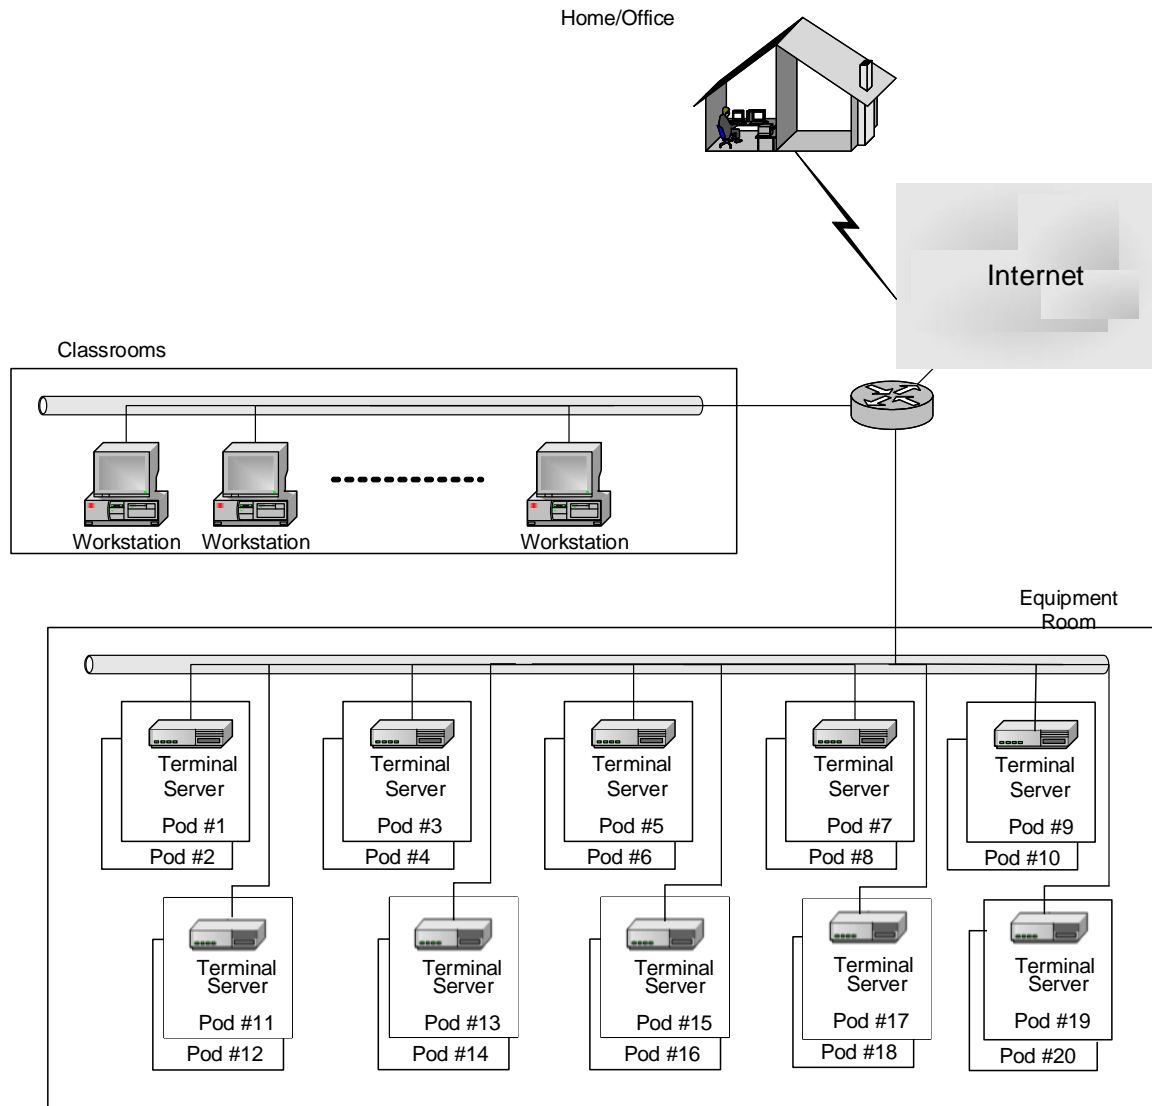 Home/Office
Internet
Classrooms
Workstation
Workstation
Workstation
Equipment
Room
Terminal
Server
Pod #1
Pod #2
Terminal
Server
Pod #3
Pod #4
Terminal
Server
Pod #5
Pod #6
Terminal
Server
Pod #7
Pod #8
Terminal
Server
Pod #9
Pod #10
Terminal
Server
Pod #11
Pod #12
Terminal
Server
Pod #13
Pod #14
Terminal
Server
Pod #15
Pod #16
Terminal
Server
Pod #17
Pod #18
Terminal
Server
Pod #19
Pod #20